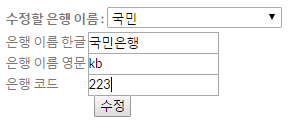 수정할 은행 이름 : 국민
은행 이름 한글 국민은행
은행 이름 영문 kb
은행 코드 223
수정